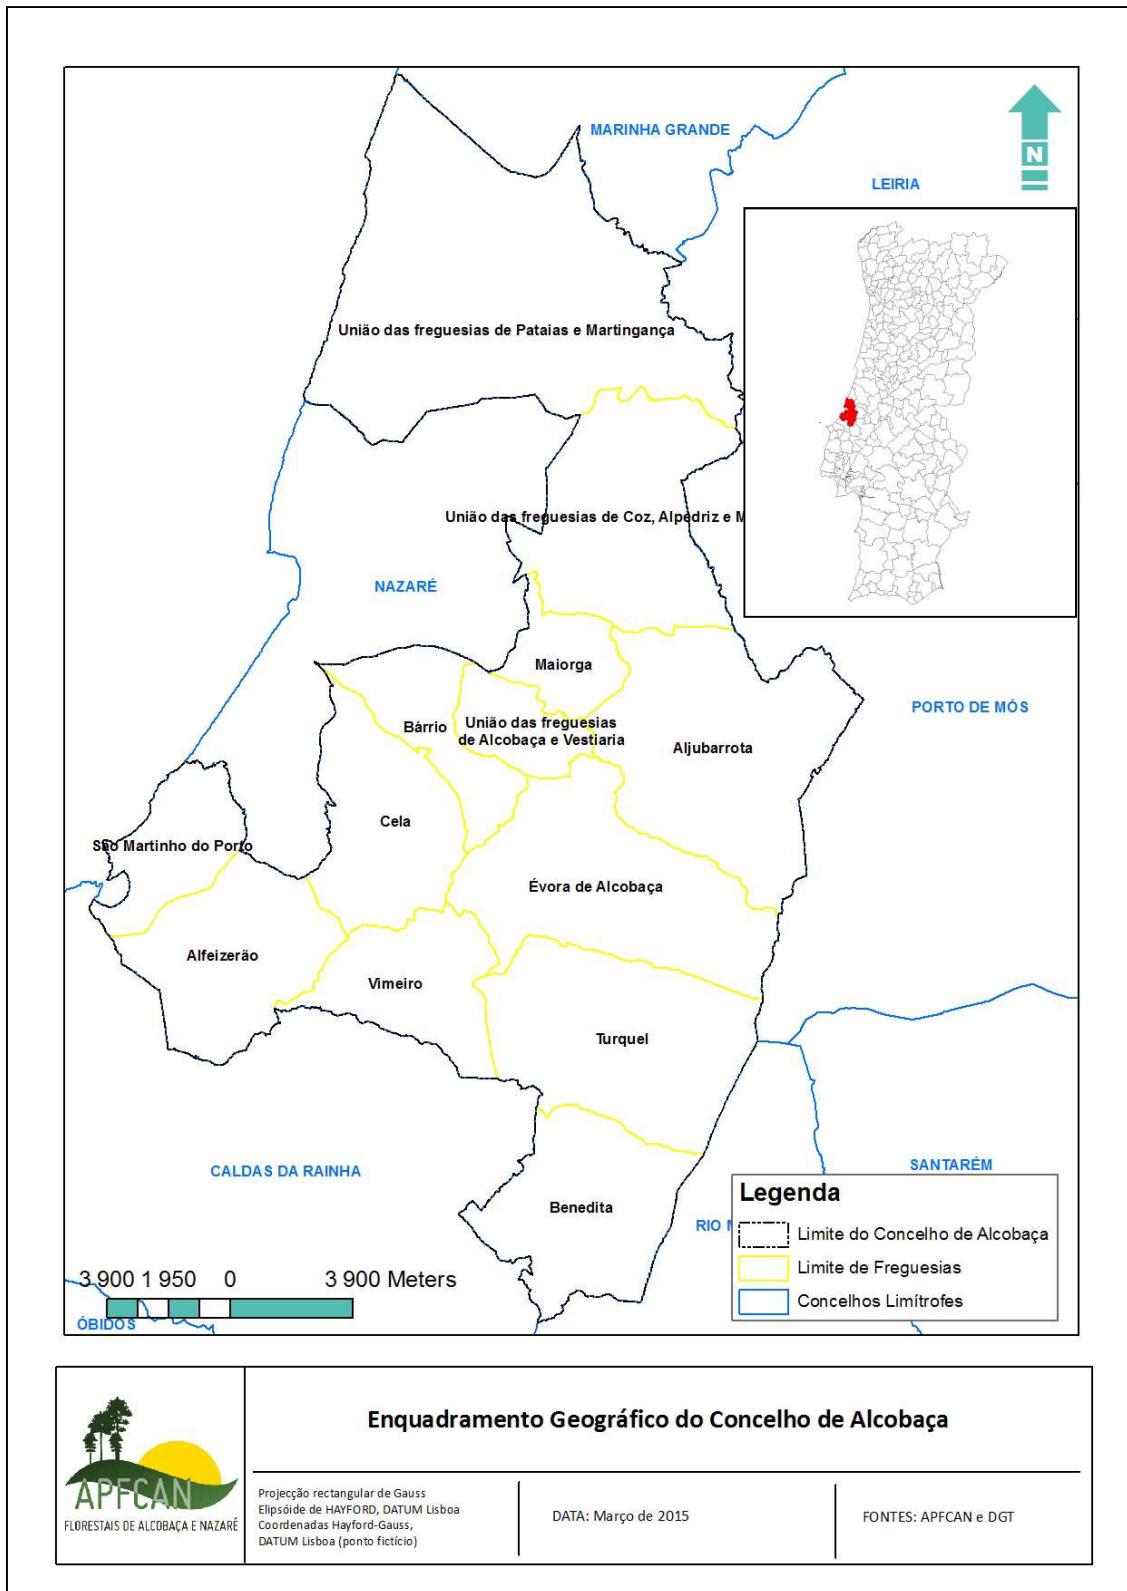 MARINHA GRANDE
N
LEIRIA
União das freguesias de Pataias e Martingança
União das freguesias de Coz, Alpedriz e M
NAZARÉ
Maiorga
PORTO DE MÓS
Bárrio
União das freguesias
de Alcobaça e Vestiaria
Aljubarrota
Cela
São Martinho do Porto
Évora de Alcobaça
Alfeizerão
Vimeiro
Turquel
CALDAS DA RAINHA
SANTARÉM
Benedita
RIO M
Legenda
Limite do Concelho de Alcobaça
Limite de Freguesias
Concelhos Limítrofes
3 900 1 950 0 3 900 Meters
ÓBIDOS
APFCAN
FLORESTAIS DE ALCOBAÇA E NAZARÉ
Enquadramento Geográfico do Concelho de Alcobaça
Projecção rectangular de Gauss
Elipsóide de HAYFORD, DATUM Lisboa
Coordenadas Hayford-Gauss,
DATUM Lisboa (ponto fictício)
DATA: Março de 2015
FONTES: APFCAN e DGT